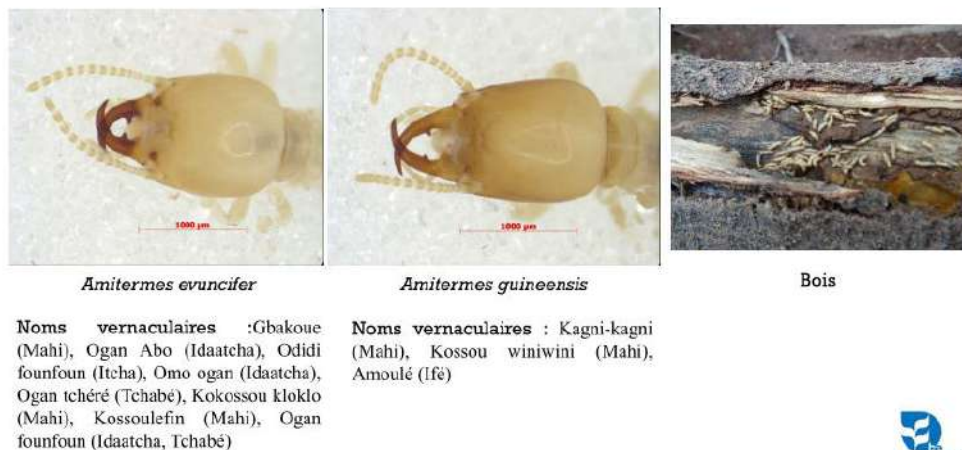 1000 µm
1000 µm
Amitermes evuncifer
Amitermes guineensis
Bois
Noms vernaculaires :Gbakoue
(Mahi), Ogan Abo (Idaatcha), Odidi
founfoun (Itcha), Omo ogan (Idaatcha),
Ogan tchéré (Tchabé), Kokossou kloklo
(Mahi), Kossoulefin (Mahi), Ogan
founfoun (Idaatcha, Tchabé)
Noms vernaculaires : Kagni-kagni
(Mahi), Kossou winiwini (Mahi),
Amoulé (Ifé)